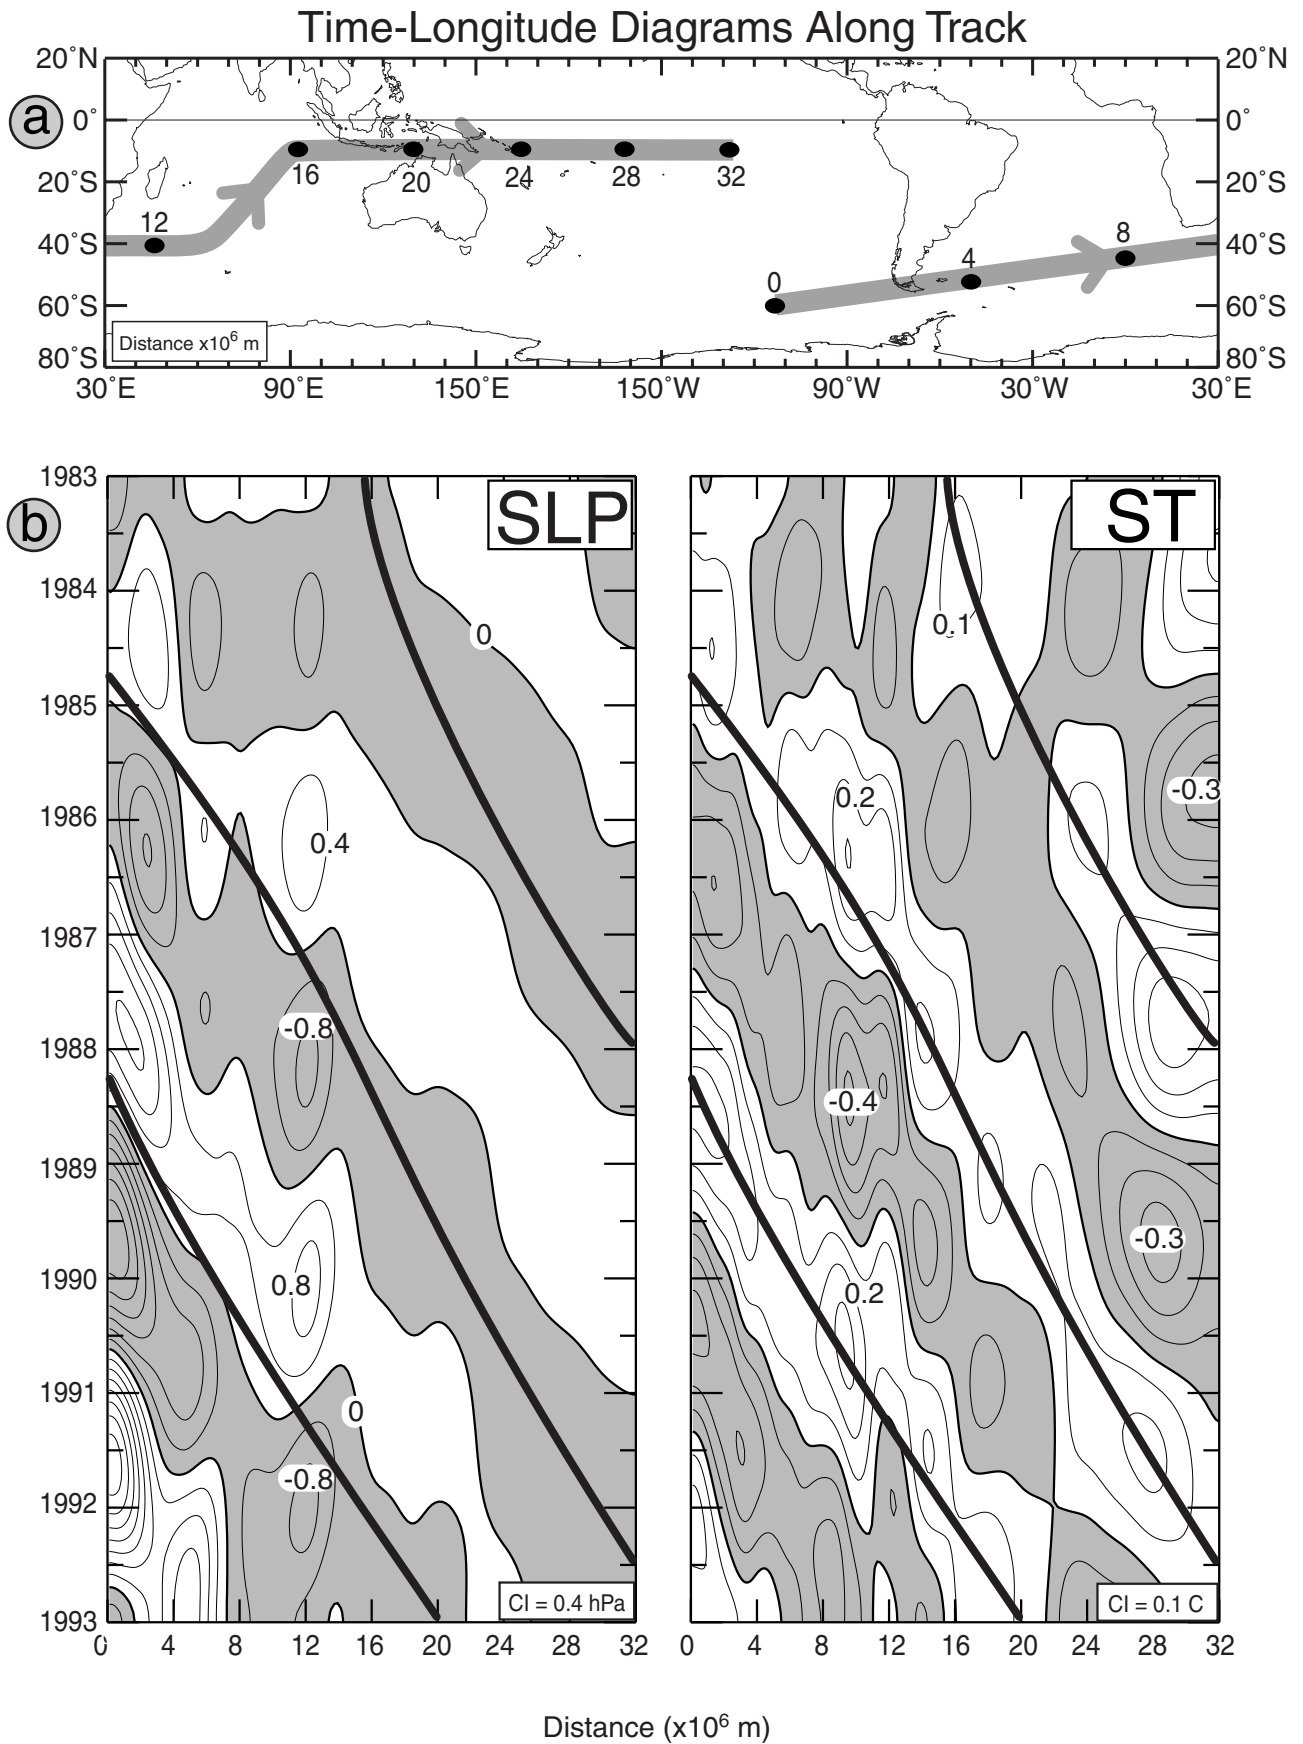 Time-Longitude Diagrams Along Track
a
20˚N 20˚N
0˚ 0˚
20˚S 20˚S
40˚S 40˚S
60˚S 60˚S
80˚S 80˚S
16 20 24 28 32
12
8
4
0
Distance x10⁶ m
30˚E 90˚E 150˚E 150˚W 90˚W 30˚W 30˚E
b
SLP
ST
1983
1984
1985
1986
1987
1988
1989
1990
1991
1992
1993
0
0.4
-0.8
0.8
0
-0.8
CI = 0.4 hPa
0.1
-0.3
0.2
-0.4
-0.3
0.2
CI = 0.1 C
0 4 8 12 16 20 24 28 32
0 4 8 12 16 20 24 28 32
Distance (x10⁶ m)